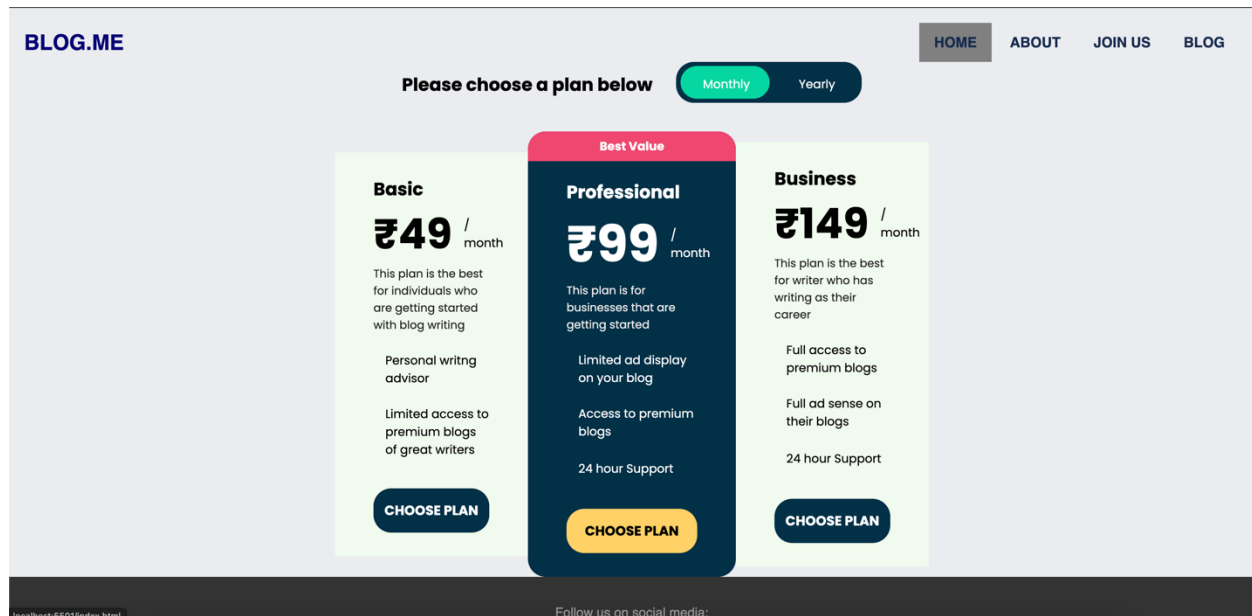 BLOG.ME
HOME ABOUT JOIN US BLOG
Please choose a plan below
Monthly Yearly
Basic
₹49 /
month
This plan is the best
for individuals who
are getting started
with blog writing
Personal writng
advisor
Limited access to
premium blogs
of great writers
CHOOSE PLAN
Best Value
Professional
₹99 /
month
This plan is for
businesses that are
getting started
Limited ad display
on your blog
Access to premium
blogs
24 hour Support
CHOOSE PLAN
Business
₹149 /
month
This plan is the best
for writer who has
writing as their
career
Full access to
premium blogs
Full ad sense on
their blogs
24 hour Support
CHOOSE PLAN
Follow us on social media:
localhost:5501/index.html